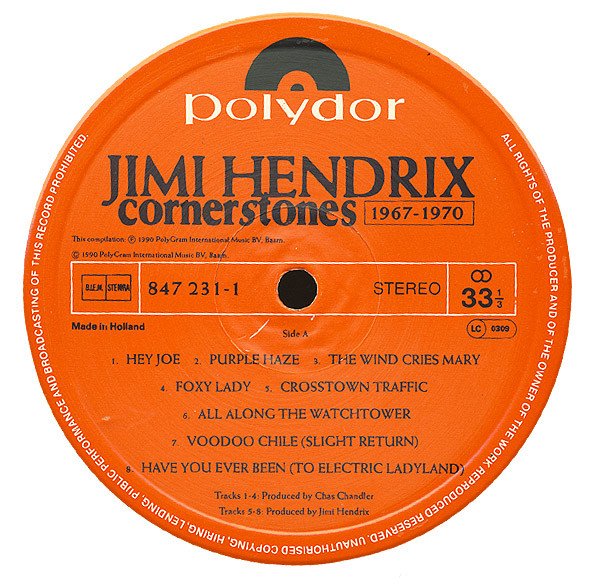 polydor
JIMI HENDRIX
cornerstones 1967-1970
This compilation: ℗ 1990 PolyGram International Music BV, Baarn.
© 1990 PolyGram International Music BV, Baarn.
B.I.E.M. STEMRA 847 231-1 STEREO 33 1/3
Made in Holland
LC 0309
Side A
1. HEY JOE 2. PURPLE HAZE 3. THE WIND CRIES MARY
4. FOXY LADY 5. CROSSTOWN TRAFFIC
6. ALL ALONG THE WATCHTOWER
7. VOODOO CHILE (SLIGHT RETURN)
8. HAVE YOU EVER BEEN (TO ELECTRIC LADYLAND)
Tracks 1-4: Produced by Chas Chandler
Tracks 5-8: Produced by Jimi Hendrix
ALL RIGHTS OF THE PRODUCER AND OF THE OWNER OF THE WORK REPRODUCED RESERVED. UNAUTHORISED COPYING, HIRING, LENDING, PUBLIC PERFORMANCE AND BROADCASTING OF THIS RECORD PROHIBITED.